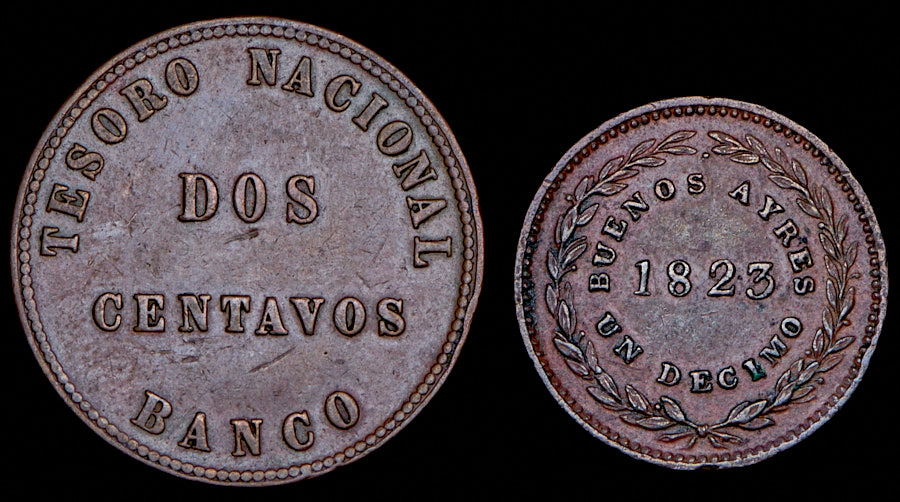 TESORO NACIONAL
DOS
CENTAVOS
BANCO
BUENOS AYRES
1823
UN DECIMO